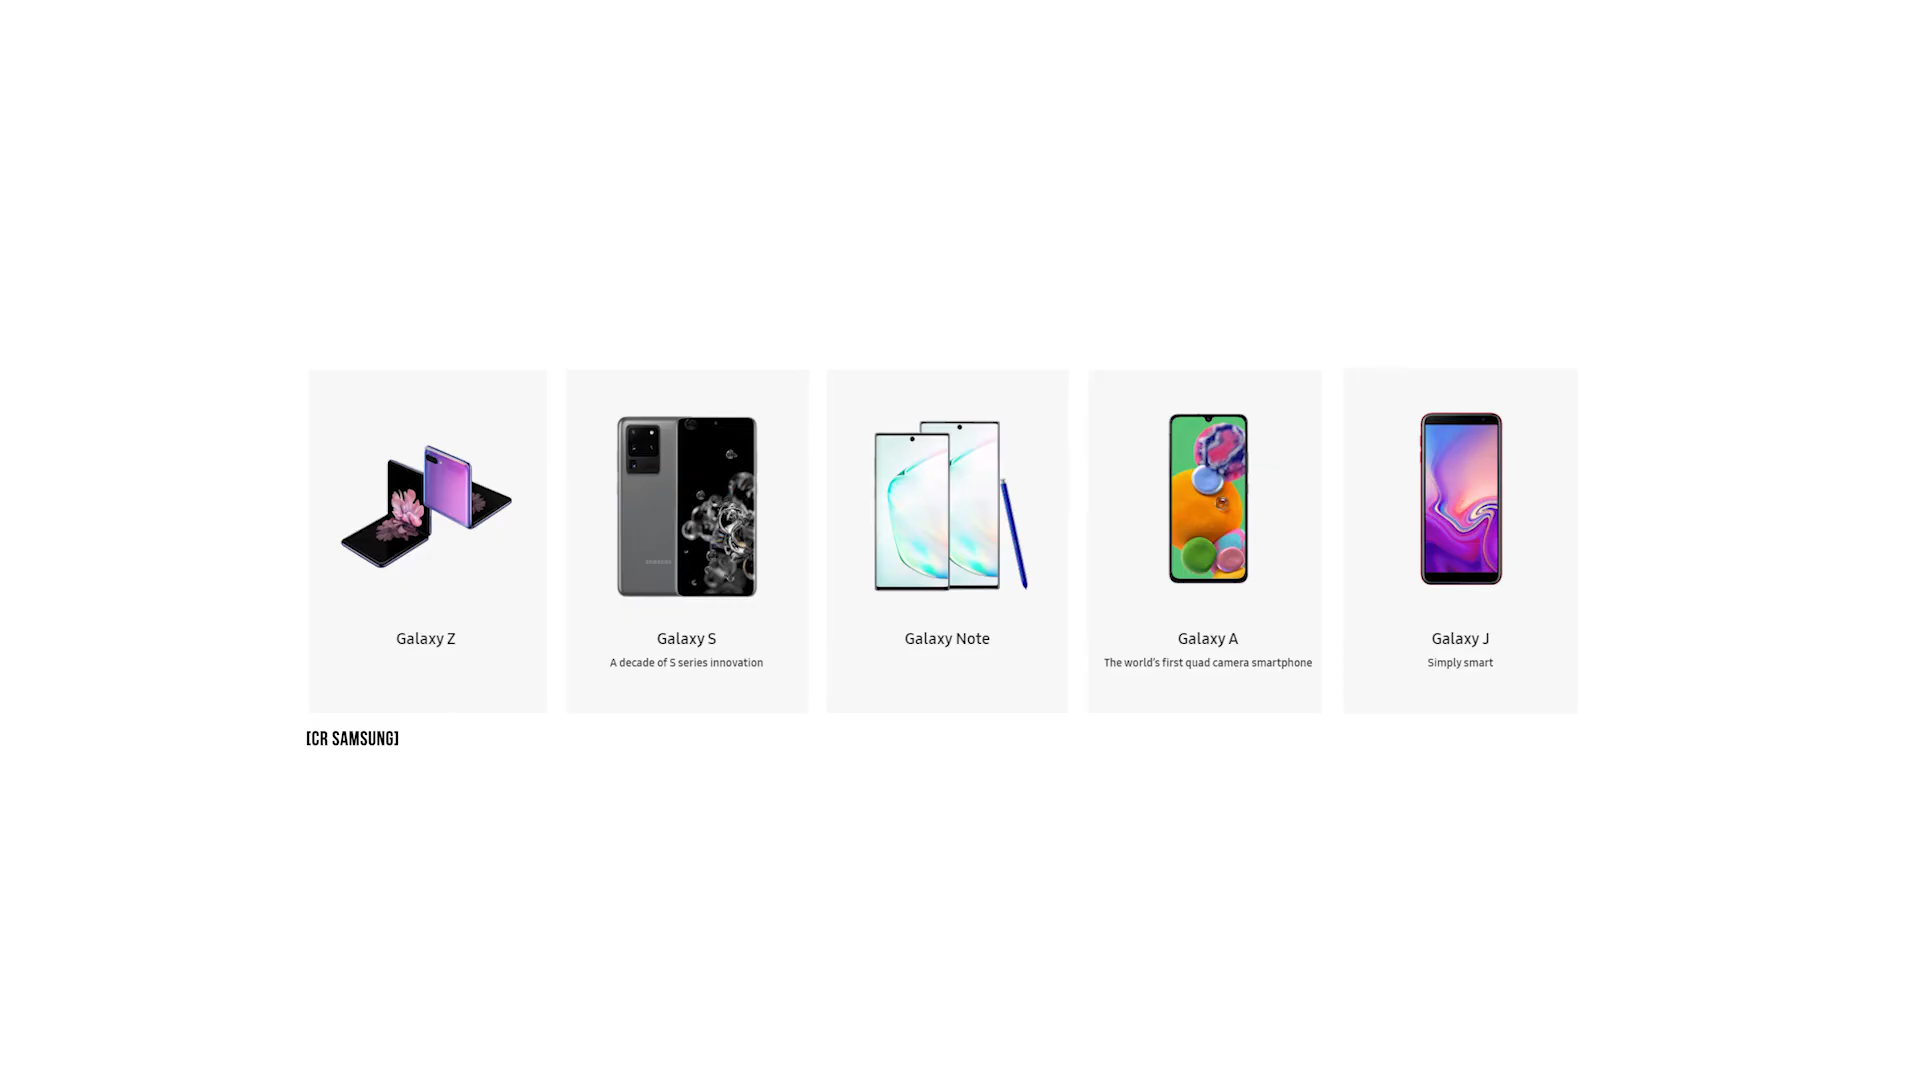 Galaxy Z
Galaxy S
A decade of S series innovation
Galaxy Note
Galaxy A
The world's first quad camera smartphone
Galaxy J
Simply smart
SAMSUNG
[CR SAMSUNG]